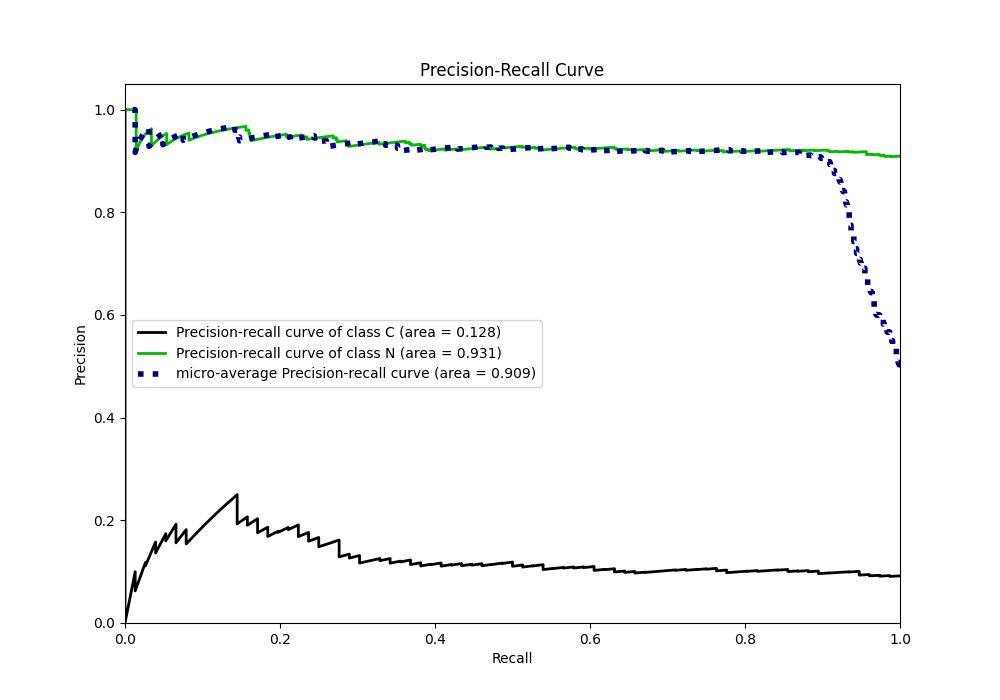 Precision-Recall Curve
1.0
0.8
0.6
0.4
0.2
0.0
Precision
Precision-recall curve of class C (area = 0.128)
Precision-recall curve of class N (area = 0.931)
micro-average Precision-recall curve (area = 0.909)
0.0 0.2 0.4 0.6 0.8 1.0
Recall